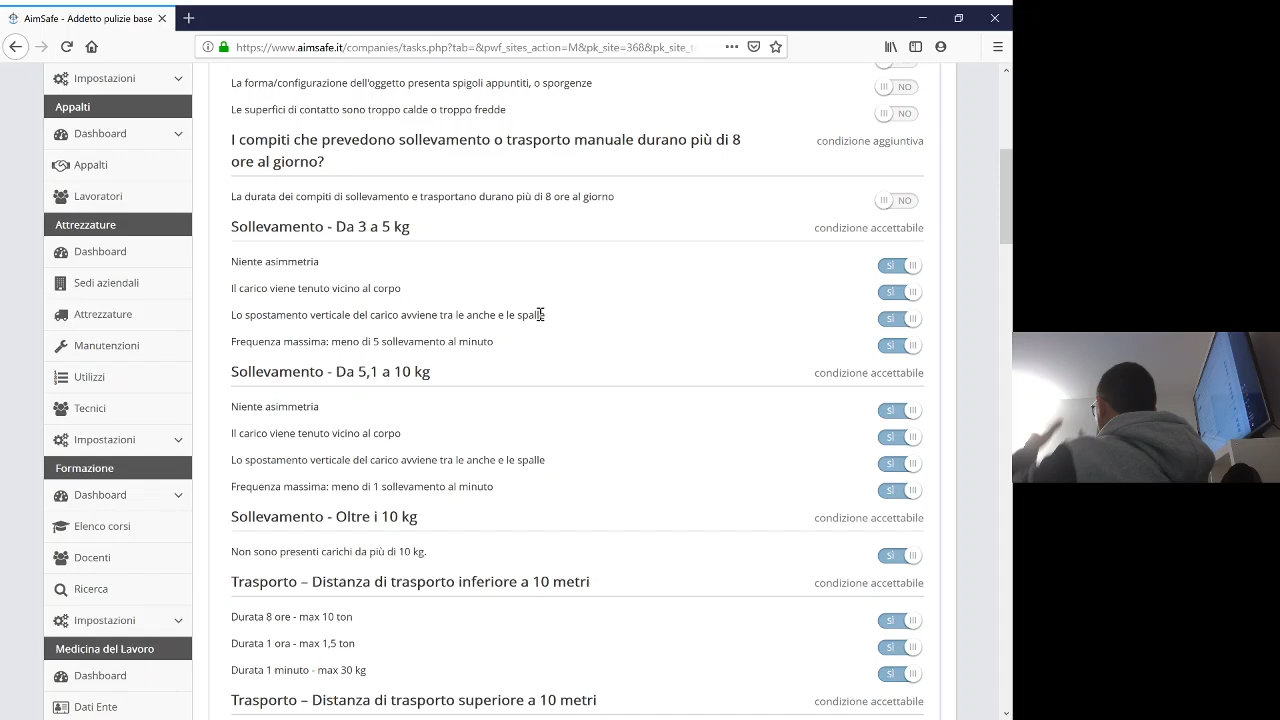 AimSafe - Addetto pulizie base
https://www.aimsafe.it/companies/tasks.php?tab=&pwf_sites_action=M&pk_site=368&pk_site_t
Impostazioni
Appalti
Dashboard
Appalti
Lavoratori
Attrezzature
Dashboard
Sedi aziendali
Attrezzature
Manutenzioni
Utilizzi
Tecnici
Impostazioni
Formazione
Dashboard
Elenco corsi
Docenti
Ricerca
Impostazioni
Medicina del Lavoro
Dashboard
Dati Ente
La forma/configurazione dell'oggetto presenta spigoli appuntiti, o sporgenze NO
Le superfici di contatto sono troppo calde o troppo fredde NO
I compiti che prevedono sollevamento o trasporto manuale durano più di 8 condizione aggiuntiva
ore al giorno?
La durata dei compiti di sollevamento e trasportano durano più di 8 ore al giorno NO
Sollevamento - Da 3 a 5 kg condizione accettabile
Niente asimmetria SÌ
Il carico viene tenuto vicino al corpo SÌ
Lo spostamento verticale del carico avviene tra le anche e le spalle SÌ
Frequenza massima: meno di 5 sollevamento al minuto SÌ
Sollevamento - Da 5,1 a 10 kg condizione accettabile
Niente asimmetria SÌ
Il carico viene tenuto vicino al corpo SÌ
Lo spostamento verticale del carico avviene tra le anche e le spalle SÌ
Frequenza massima: meno di 1 sollevamento al minuto SÌ
Sollevamento - Oltre i 10 kg condizione accettabile
Non sono presenti carichi da più di 10 kg. SÌ
Trasporto – Distanza di trasporto inferiore a 10 metri condizione accettabile
Durata 8 ore - max 10 ton SÌ
Durata 1 ora - max 1,5 ton SÌ
Durata 1 minuto - max 30 kg SÌ
Trasporto – Distanza di trasporto superiore a 10 metri condizione accettabile